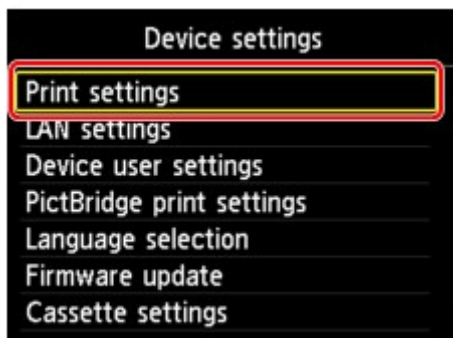 Device settings
Print settings
LAN settings
Device user settings
PictBridge print settings
Language selection
Firmware update
Cassette settings